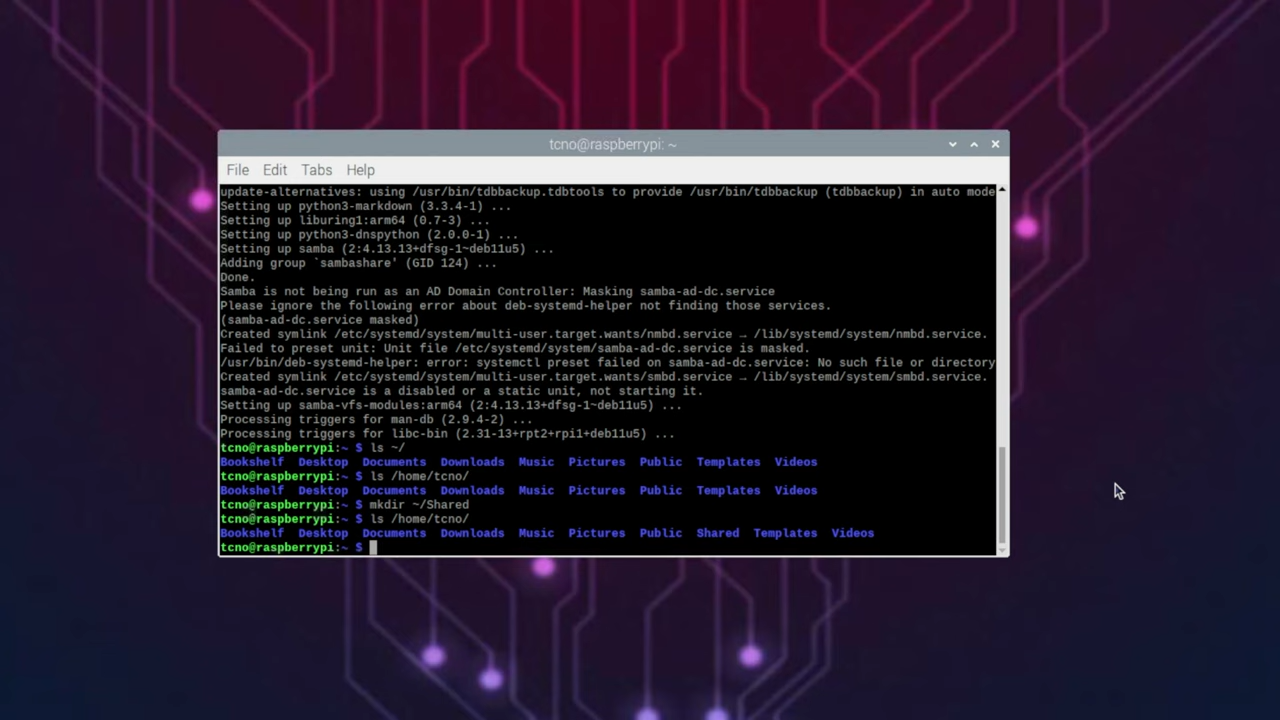 tcno@raspberrypi: ~
File Edit Tabs Help
update-alternatives: using /usr/bin/tdbbackup.tdbtools to provide /usr/bin/tdbbackup (tdbbackup) in auto mode
Setting up python3-markdown (3.3.4-1) ...
Setting up liburing1:arm64 (0.7-3) ...
Setting up python3-dnspython (2.0.0-1) ...
Setting up samba (2:4.13.13+dfsg-1~deb11u5) ...
Adding group `sambashare' (GID 124) ...
Done.
Samba is not being run as an AD Domain Controller: Masking samba-ad-dc.service
Please ignore the following error about deb-systemd-helper not finding those services.
(samba-ad-dc.service masked)
Created symlink /etc/systemd/system/multi-user.target.wants/nmbd.service → /lib/systemd/system/nmbd.service.
Failed to preset unit: Unit file /etc/systemd/system/samba-ad-dc.service is masked.
/usr/bin/deb-systemd-helper: error: systemctl preset failed on samba-ad-dc.service: No such file or directory
Created symlink /etc/systemd/system/multi-user.target.wants/smbd.service → /lib/systemd/system/smbd.service.
samba-ad-dc.service is a disabled or a static unit, not starting it.
Setting up samba-vfs-modules:arm64 (2:4.13.13+dfsg-1~deb11u5) ...
Processing triggers for man-db (2.9.4-2) ...
Processing triggers for libc-bin (2.31-13+rpt2+rpi1+deb11u5) ...
tcno@raspberrypi:~ $ ls ~/
Bookshelf Desktop Documents Downloads Music Pictures Public Templates Videos
tcno@raspberrypi:~ $ ls /home/tcno/
Bookshelf Desktop Documents Downloads Music Pictures Public Templates Videos
tcno@raspberrypi:~ $ mkdir ~/Shared
tcno@raspberrypi:~ $ ls /home/tcno/
Bookshelf Desktop Documents Downloads Music Pictures Public Shared Templates Videos
tcno@raspberrypi:~ $